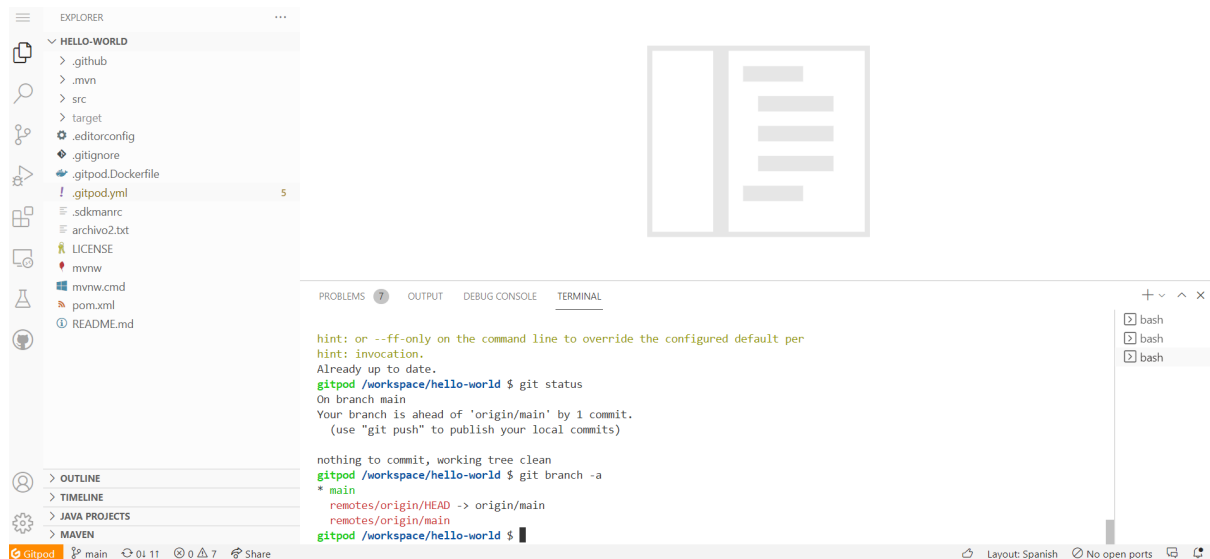 EXPLORER
HELLO-WORLD
.github
.mvn
src
target
.editorconfig
.gitignore
.gitpod.Dockerfile
.gitpod.yml 5
.sdkmanrc
archivo2.txt
LICENSE
mvnw
mvnw.cmd
pom.xml
README.md
OUTLINE
TIMELINE
JAVA PROJECTS
MAVEN
PROBLEMS 7 OUTPUT DEBUG CONSOLE TERMINAL
hint: or --ff-only on the command line to override the configured default per
hint: invocation.
Already up to date.
gitpod /workspace/hello-world $ git status
On branch main
Your branch is ahead of 'origin/main' by 1 commit.
(use "git push" to publish your local commits)
nothing to commit, working tree clean
gitpod /workspace/hello-world $ git branch -a
* main
remotes/origin/HEAD -> origin/main
remotes/origin/main
gitpod /workspace/hello-world $
bash
bash
bash
Gitpod main 0↓ 1↑ 0 7 Share Layout: Spanish No open ports